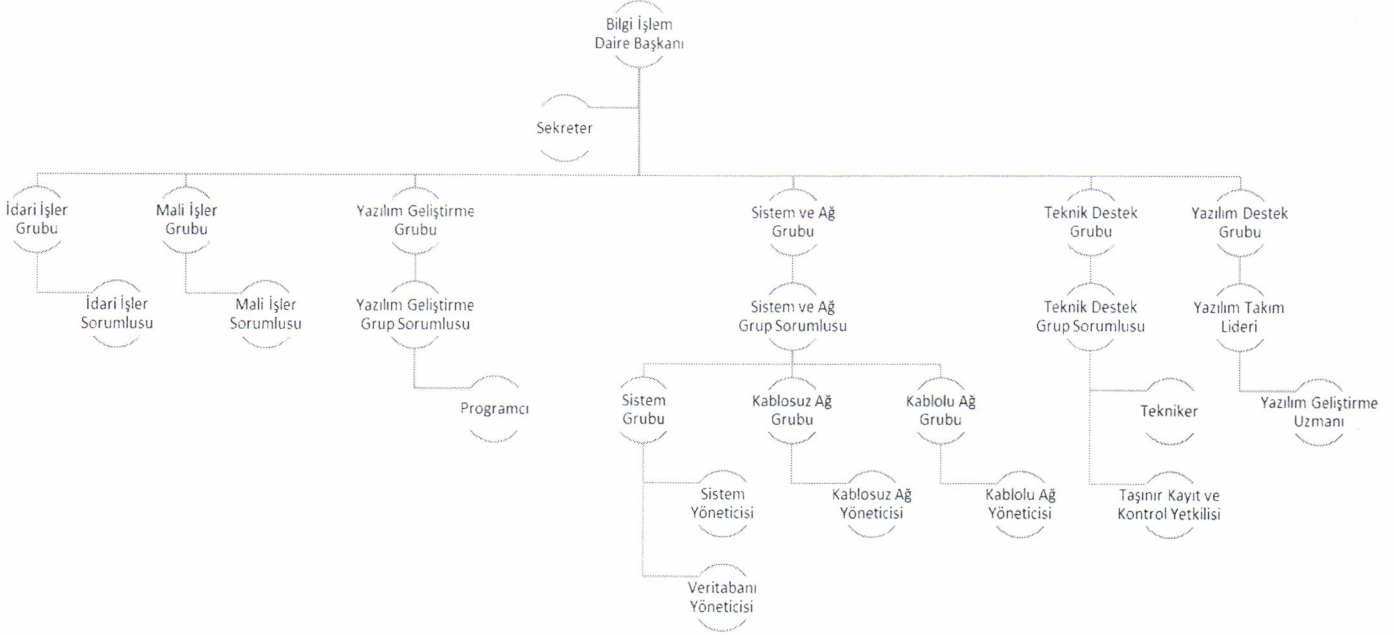 Bilgi İşlem
Daire Başkanı
Sekreter
İdari İşler
Grubu
Mali İşler
Grubu
Yazılım Geliştirme
Grubu
Sistem ve Ağ
Grubu
Teknik Destek
Grubu
Yazılım Destek
Grubu
İdari İşler
Sorumlusu
Mali İşler
Sorumlusu
Yazılım Geliştirme
Grup Sorumlusu
Sistem ve Ağ
Grup Sorumlusu
Teknik Destek
Grup Sorumlusu
Yazılım Takım
Lideri
Programcı
Sistem
Grubu
Kablosuz Ağ
Grubu
Kablolu Ağ
Grubu
Tekniker
Yazılım Geliştirme
Uzmanı
Sistem
Yöneticisi
Kablosuz Ağ
Yöneticisi
Kablolu Ağ
Yöneticisi
Taşınır Kayıt ve
Kontrol Yetkilisi
Veritabanı
Yöneticisi